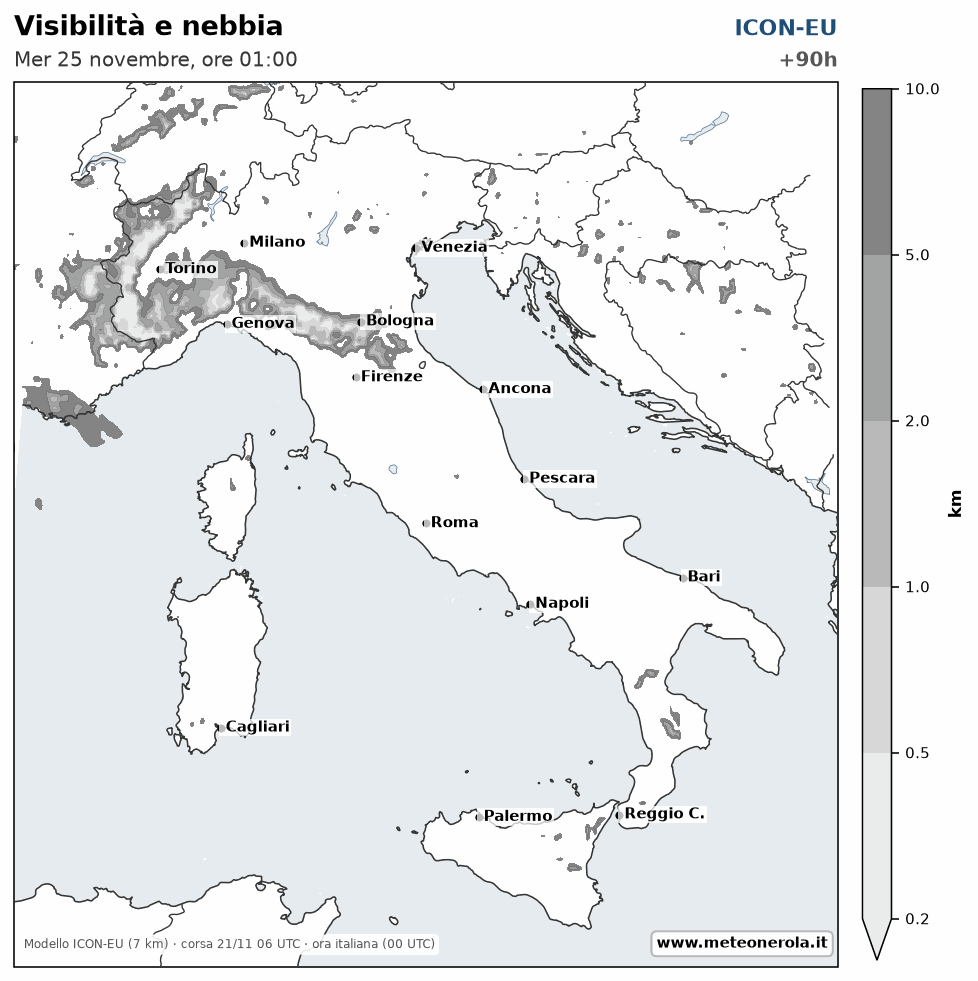 Visibilità e nebbia
ICON-EU
Mer 25 novembre, ore 01:00
+90h
10.0
5.0
2.0
1.0
0.5
0.2
km
Milano
Venezia
Torino
Genova
Bologna
Firenze
Ancona
Pescara
Roma
Bari
Napoli
Cagliari
Palermo
Reggio C.
Modello ICON-EU (7 km) · corsa 21/11 06 UTC · ora italiana (00 UTC)
www.meteonerola.it